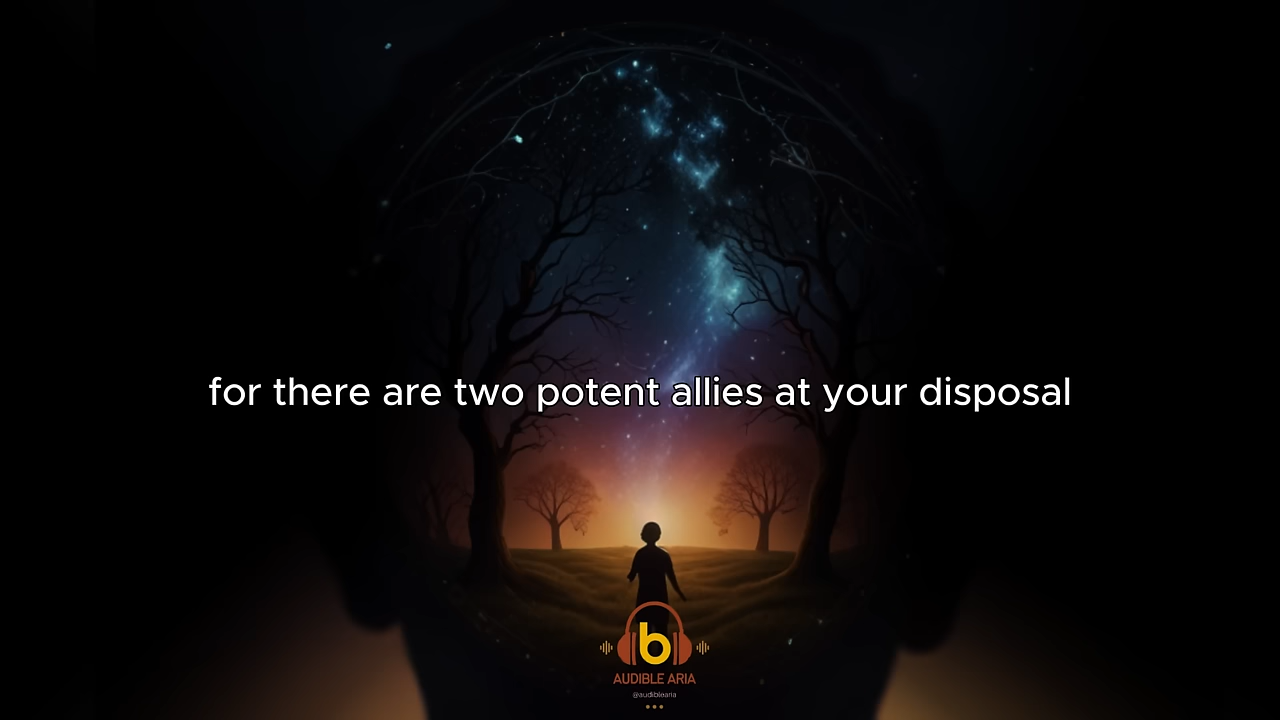 for there are two potent allies at your disposal
b
AUDIBLE ARIA
@audiblearia